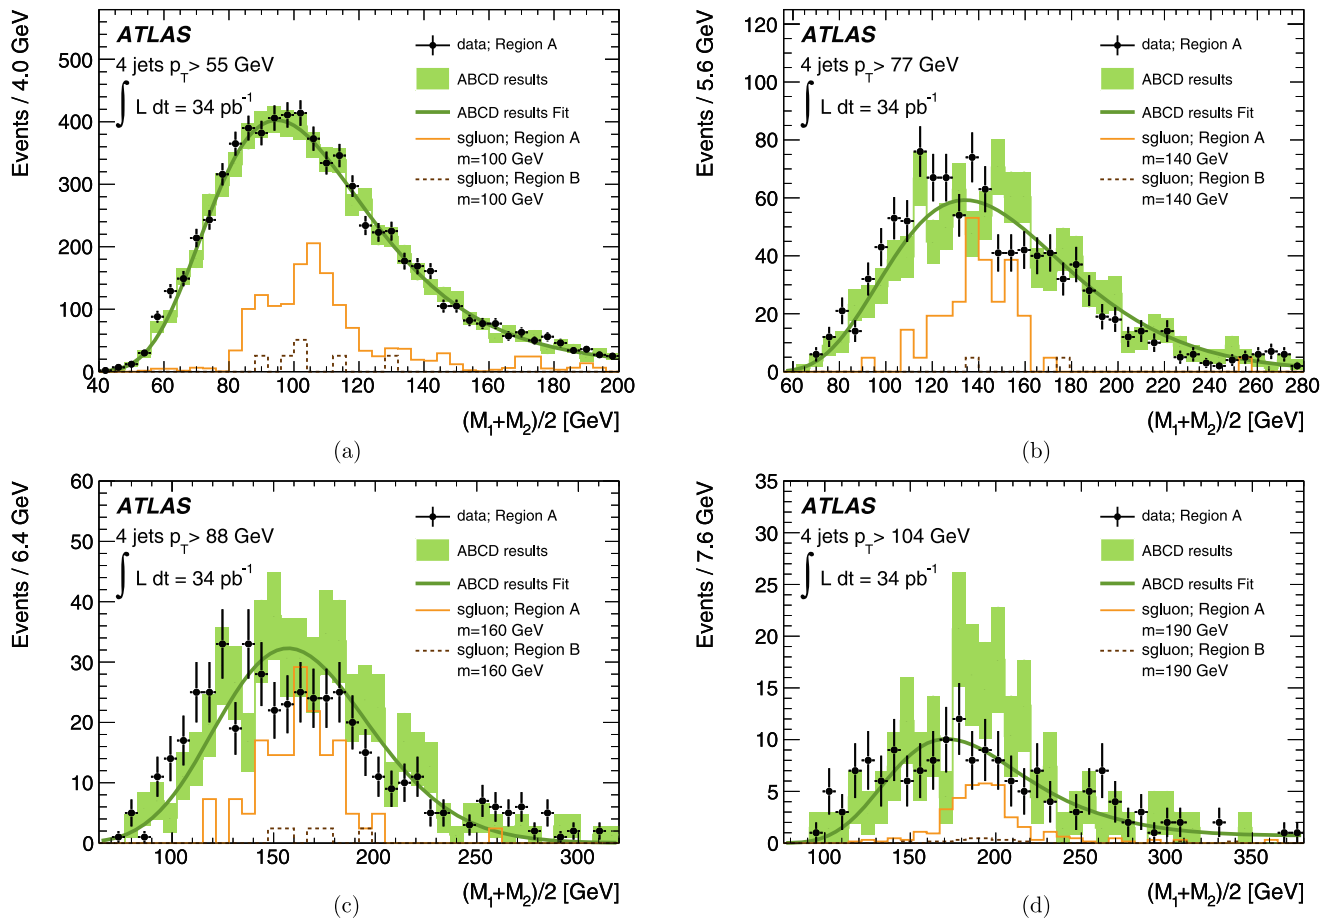 ATLAS
4 jets p_T > 55 GeV
∫ L dt = 34 pb⁻¹
data; Region A
ABCD results
ABCD results Fit
sgluon; Region A
m=100 GeV
sgluon; Region B
m=100 GeV
Events / 4.0 GeV
500
400
300
200
100
0
40 60 80 100 120 140 160 180 200
(M₁+M₂)/2 [GeV]
(a)
ATLAS
4 jets p_T > 77 GeV
∫ L dt = 34 pb⁻¹
data; Region A
ABCD results
ABCD results Fit
sgluon; Region A
m=140 GeV
sgluon; Region B
m=140 GeV
Events / 5.6 GeV
120
100
80
60
40
20
0
60 80 100 120 140 160 180 200 220 240 260 280
(M₁+M₂)/2 [GeV]
(b)
ATLAS
4 jets p_T > 88 GeV
∫ L dt = 34 pb⁻¹
data; Region A
ABCD results
ABCD results Fit
sgluon; Region A
m=160 GeV
sgluon; Region B
m=160 GeV
Events / 6.4 GeV
60
50
40
30
20
10
0
100 150 200 250 300
(M₁+M₂)/2 [GeV]
(c)
ATLAS
4 jets p_T > 104 GeV
∫ L dt = 34 pb⁻¹
data; Region A
ABCD results
ABCD results Fit
sgluon; Region A
m=190 GeV
sgluon; Region B
m=190 GeV
Events / 7.6 GeV
35
30
25
20
15
10
5
0
100 150 200 250 300 350
(M₁+M₂)/2 [GeV]
(d)